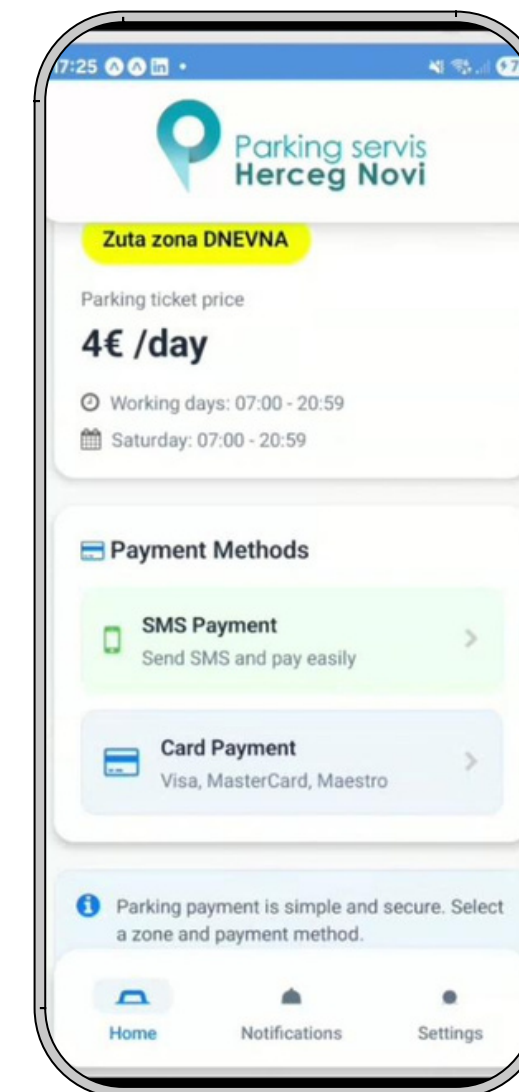 17:25
Parking servis
Herceg Novi
Zuta zona DNEVNA
Parking ticket price
4€ /day
Working days: 07:00 - 20:59
Saturday: 07:00 - 20:59
Payment Methods
SMS Payment
Send SMS and pay easily
Card Payment
Visa, MasterCard, Maestro
Parking payment is simple and secure. Select
a zone and payment method.
Home Notifications Settings